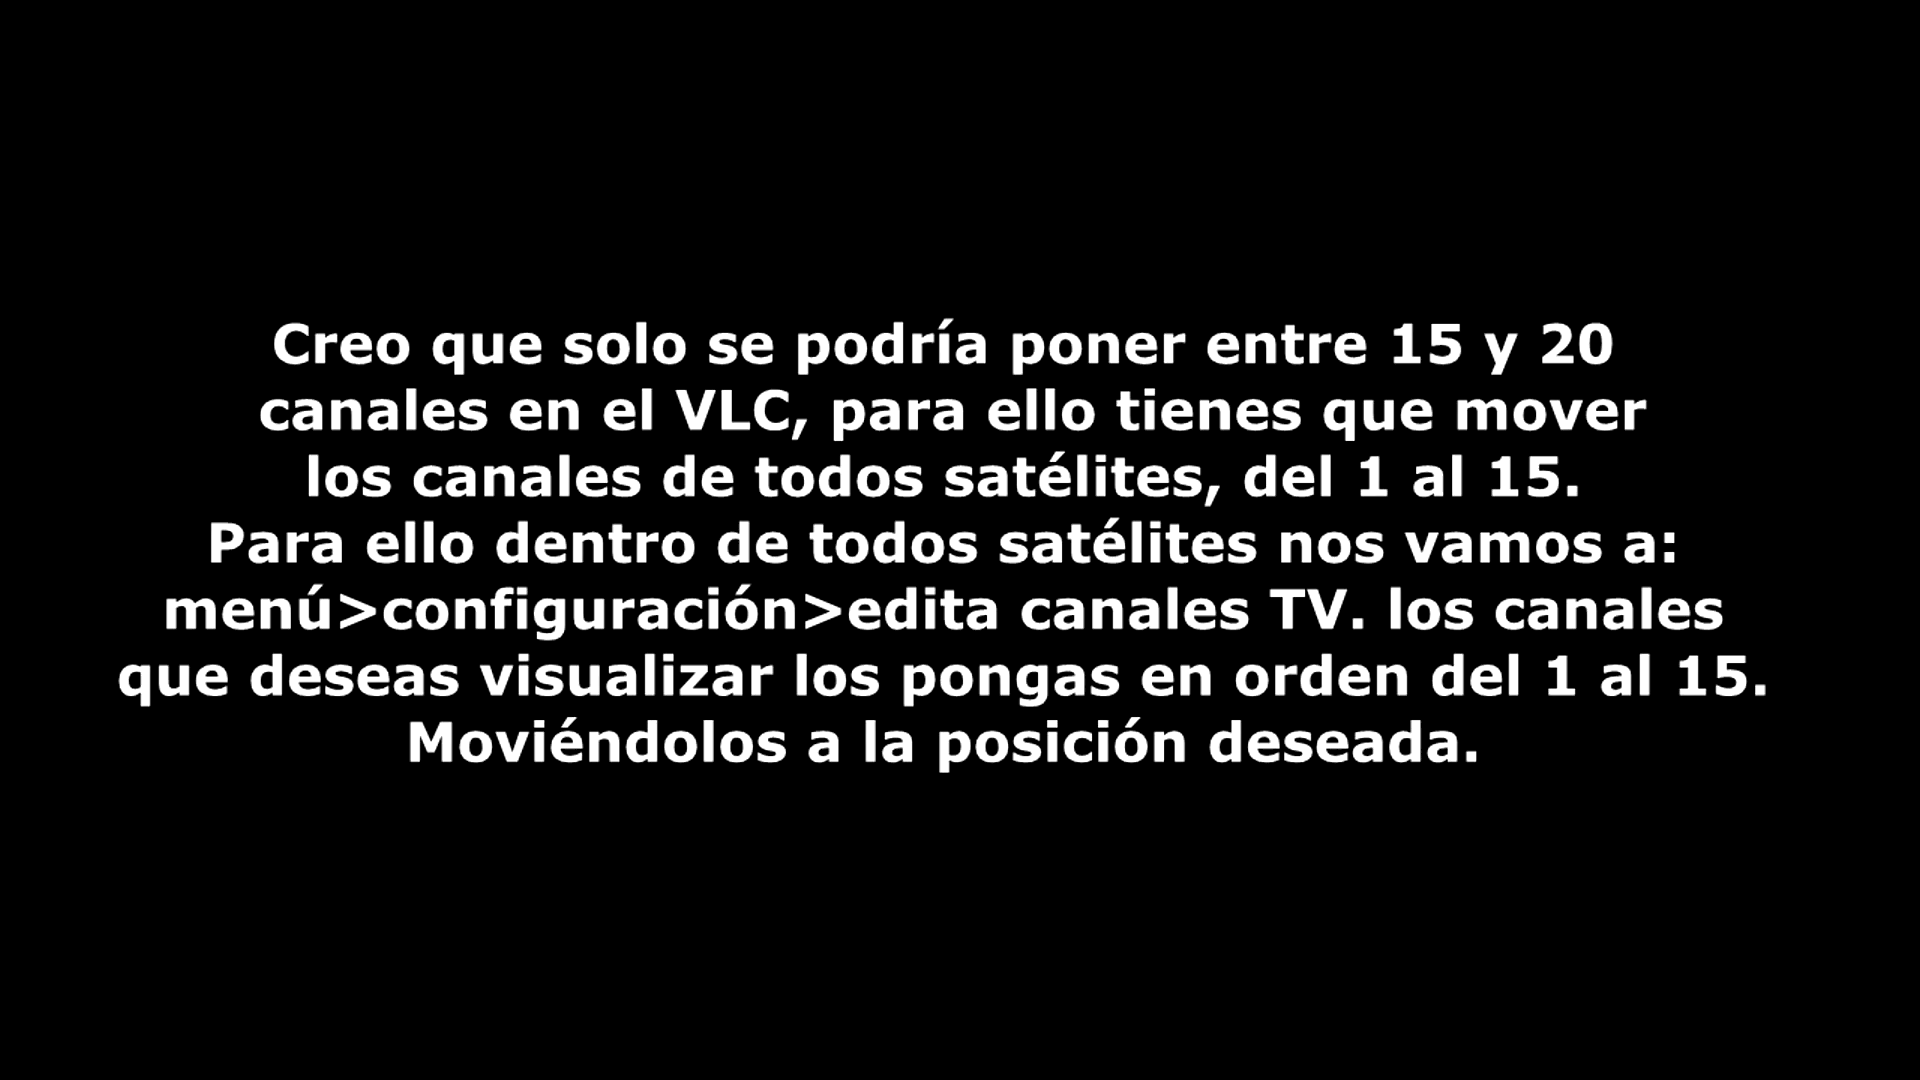 Creo que solo se podría poner entre 15 y 20
canales en el VLC, para ello tienes que mover
los canales de todos satélites, del 1 al 15.
Para ello dentro de todos satélites nos vamos a:
menú>configuración>edita canales TV. los canales
que deseas visualizar los pongas en orden del 1 al 15.
Moviéndolos a la posición deseada.